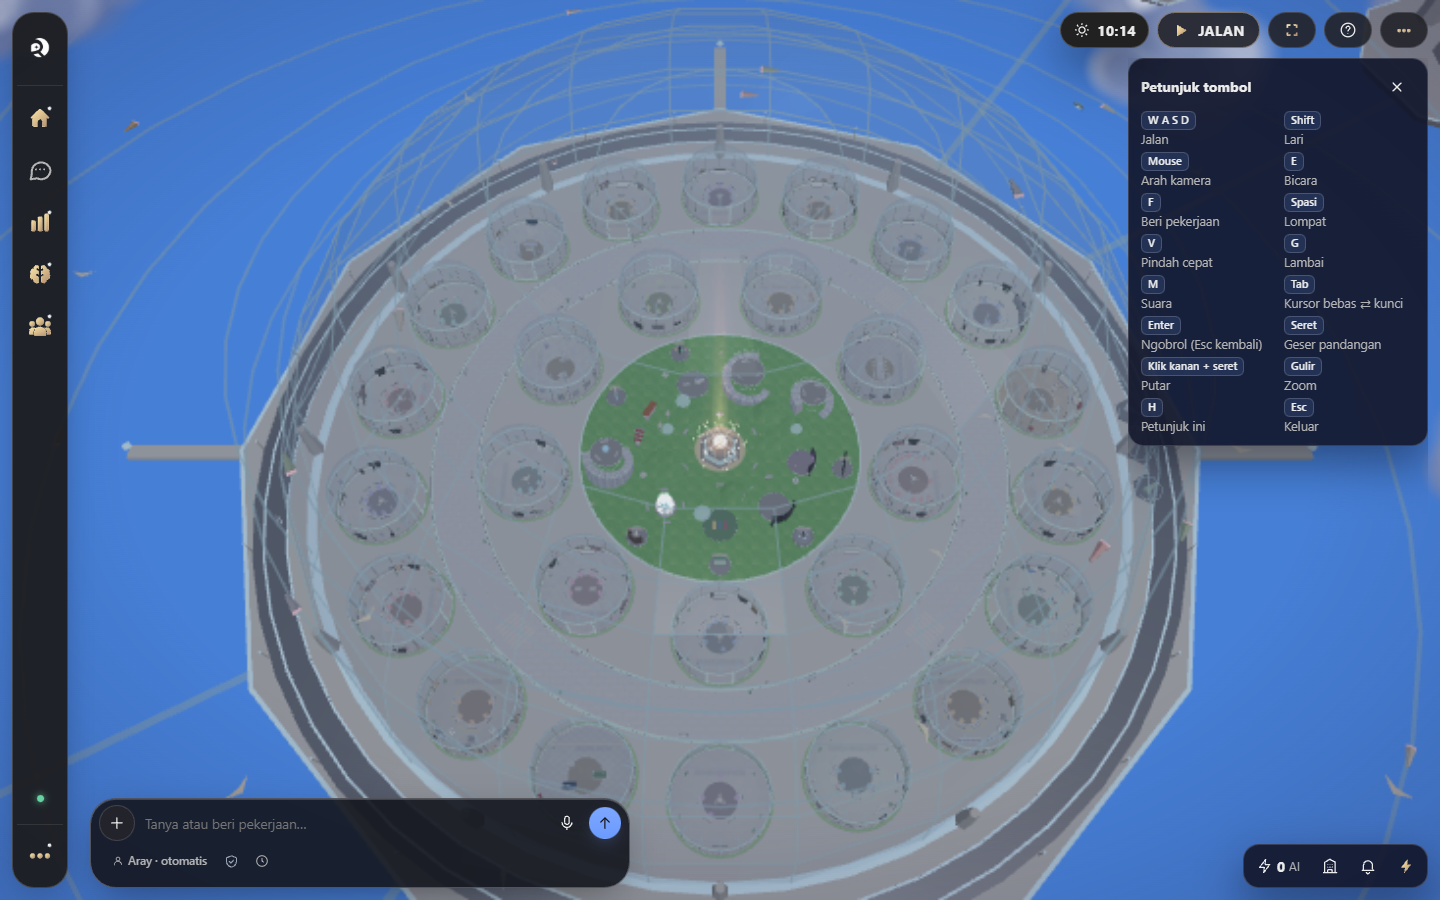 10:14
JALAN
Petunjuk tombol
W A S D
Shift
Jalan
Lari
Mouse
E
Arah kamera
Bicara
F
Spasi
Beri pekerjaan
Lompat
V
G
Pindah cepat
Lambai
M
Tab
Suara
Kursor bebas ⇄ kunci
Enter
Seret
Ngobrol (Esc kembali)
Geser pandangan
Klik kanan + seret
Gulir
Putar
Zoom
H
Esc
Petunjuk ini
Keluar
Tanya atau beri pekerjaan...
Aray · otomatis
0 AI